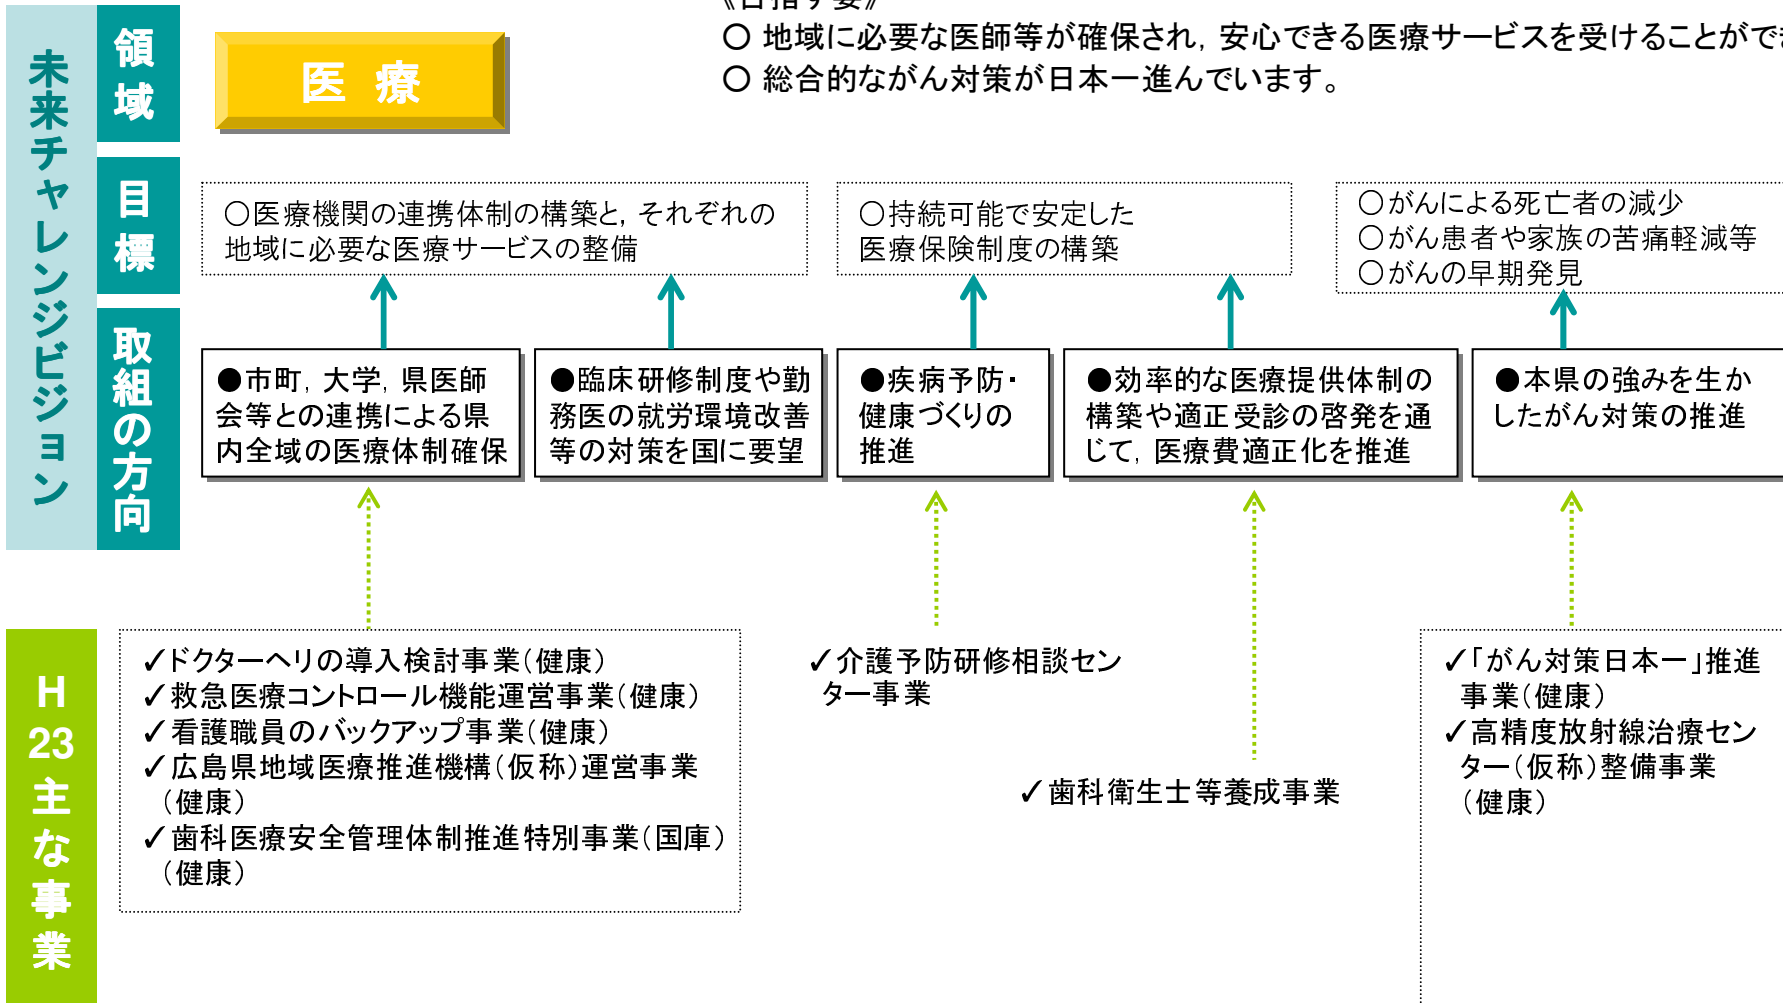 《目指す姿》
○ 地域に必要な医師等が確保され，安心できる医療サービスを受けることができ
○ 総合的ながん対策が日本一進んでいます。
未来チャレンジビジョン
領域
医 療
目標
○医療機関の連携体制の構築と，それぞれの
地域に必要な医療サービスの整備
○持続可能で安定した
医療保険制度の構築
○がんによる死亡者の減少
○がん患者や家族の苦痛軽減等
○がんの早期発見
取組の方向
●市町，大学，県医師
会等との連携による県
内全域の医療体制確保
●臨床研修制度や勤
務医の就労環境改善
等の対策を国に要望
●疾病予防・
健康づくりの
推進
●効率的な医療提供体制の
構築や適正受診の啓発を通
じて，医療費適正化を推進
●本県の強みを生か
したがん対策の推進
H23主な事業
✓ドクターヘリの導入検討事業（健康）
✓救急医療コントロール機能運営事業（健康）
✓看護職員のバックアップ事業（健康）
✓広島県地域医療推進機構（仮称）運営事業
（健康）
✓歯科医療安全管理体制推進特別事業（国庫）
（健康）
✓介護予防研修相談セン
ター事業
✓歯科衛生士等養成事業
✓「がん対策日本一」推進
事業（健康）
✓高精度放射線治療セン
ター（仮称）整備事業
（健康）